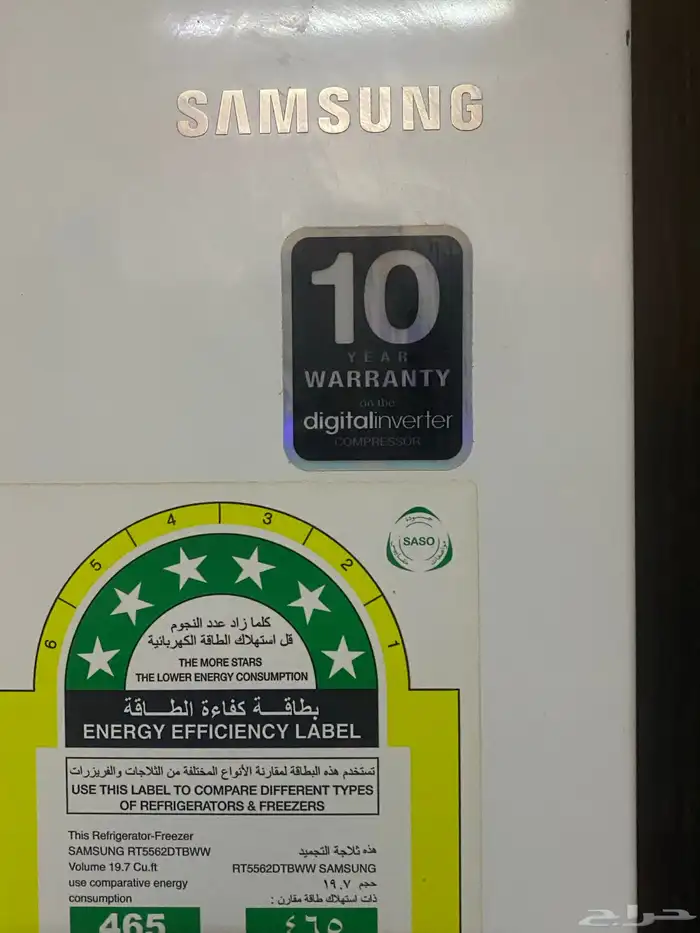 SAMSUNG
10
YEAR
WARRANTY
on the
digitalinverter
COMPRESSOR
SASO
1
2
3
4
5
6
كلما زاد عدد النجوم
قل استهلاك الطاقة الكهربائية
THE MORE STARS
THE LOWER ENERGY CONSUMPTION
بطاقـــة كفاءة الطـــاقة
ENERGY EFFICIENCY LABEL
تستخدم هذه البطاقة لمقارنة الأنواع المختلفة من الثلاجات والفريزرات
USE THIS LABEL TO COMPARE DIFFERENT TYPES
OF REFRIGERATORS & FREEZERS
This Refrigerator-Freezer
SAMSUNG RT5562DTBWW
Volume 19.7 Cu.ft
use comparative energy
consumption
465
هذه ثلاجة التجميد
RT5562DTBWW SAMSUNG
حجم ١٩.٧
ذات استهلاك طاقة مقارن :
٤٦٥
حراج